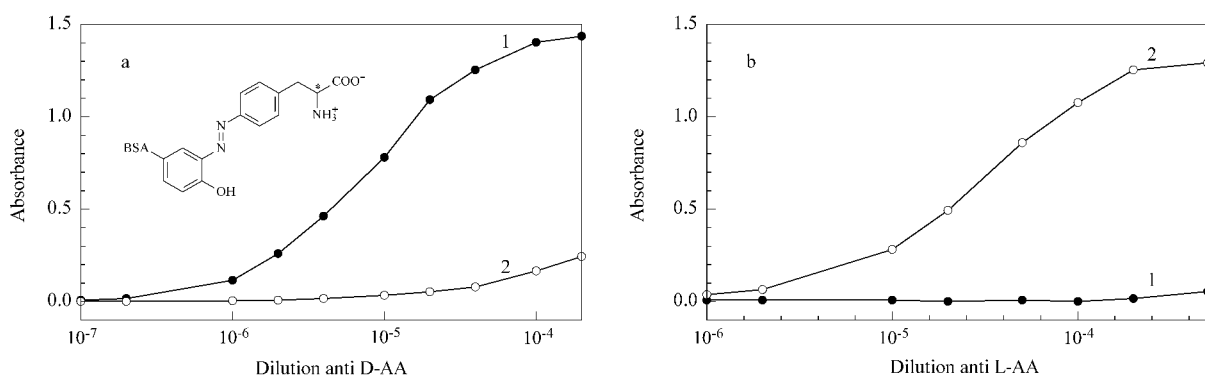 1.5
1.0
0.5
0.0
Absorbance
a
1
2
BSA
N
N
OH
*
COO⁻
NH₃⁺
10⁻⁷
10⁻⁶
10⁻⁵
10⁻⁴
Dilution anti D-AA
1.5
1.0
0.5
0.0
Absorbance
b
2
1
10⁻⁶
10⁻⁵
10⁻⁴
Dilution anti L-AA